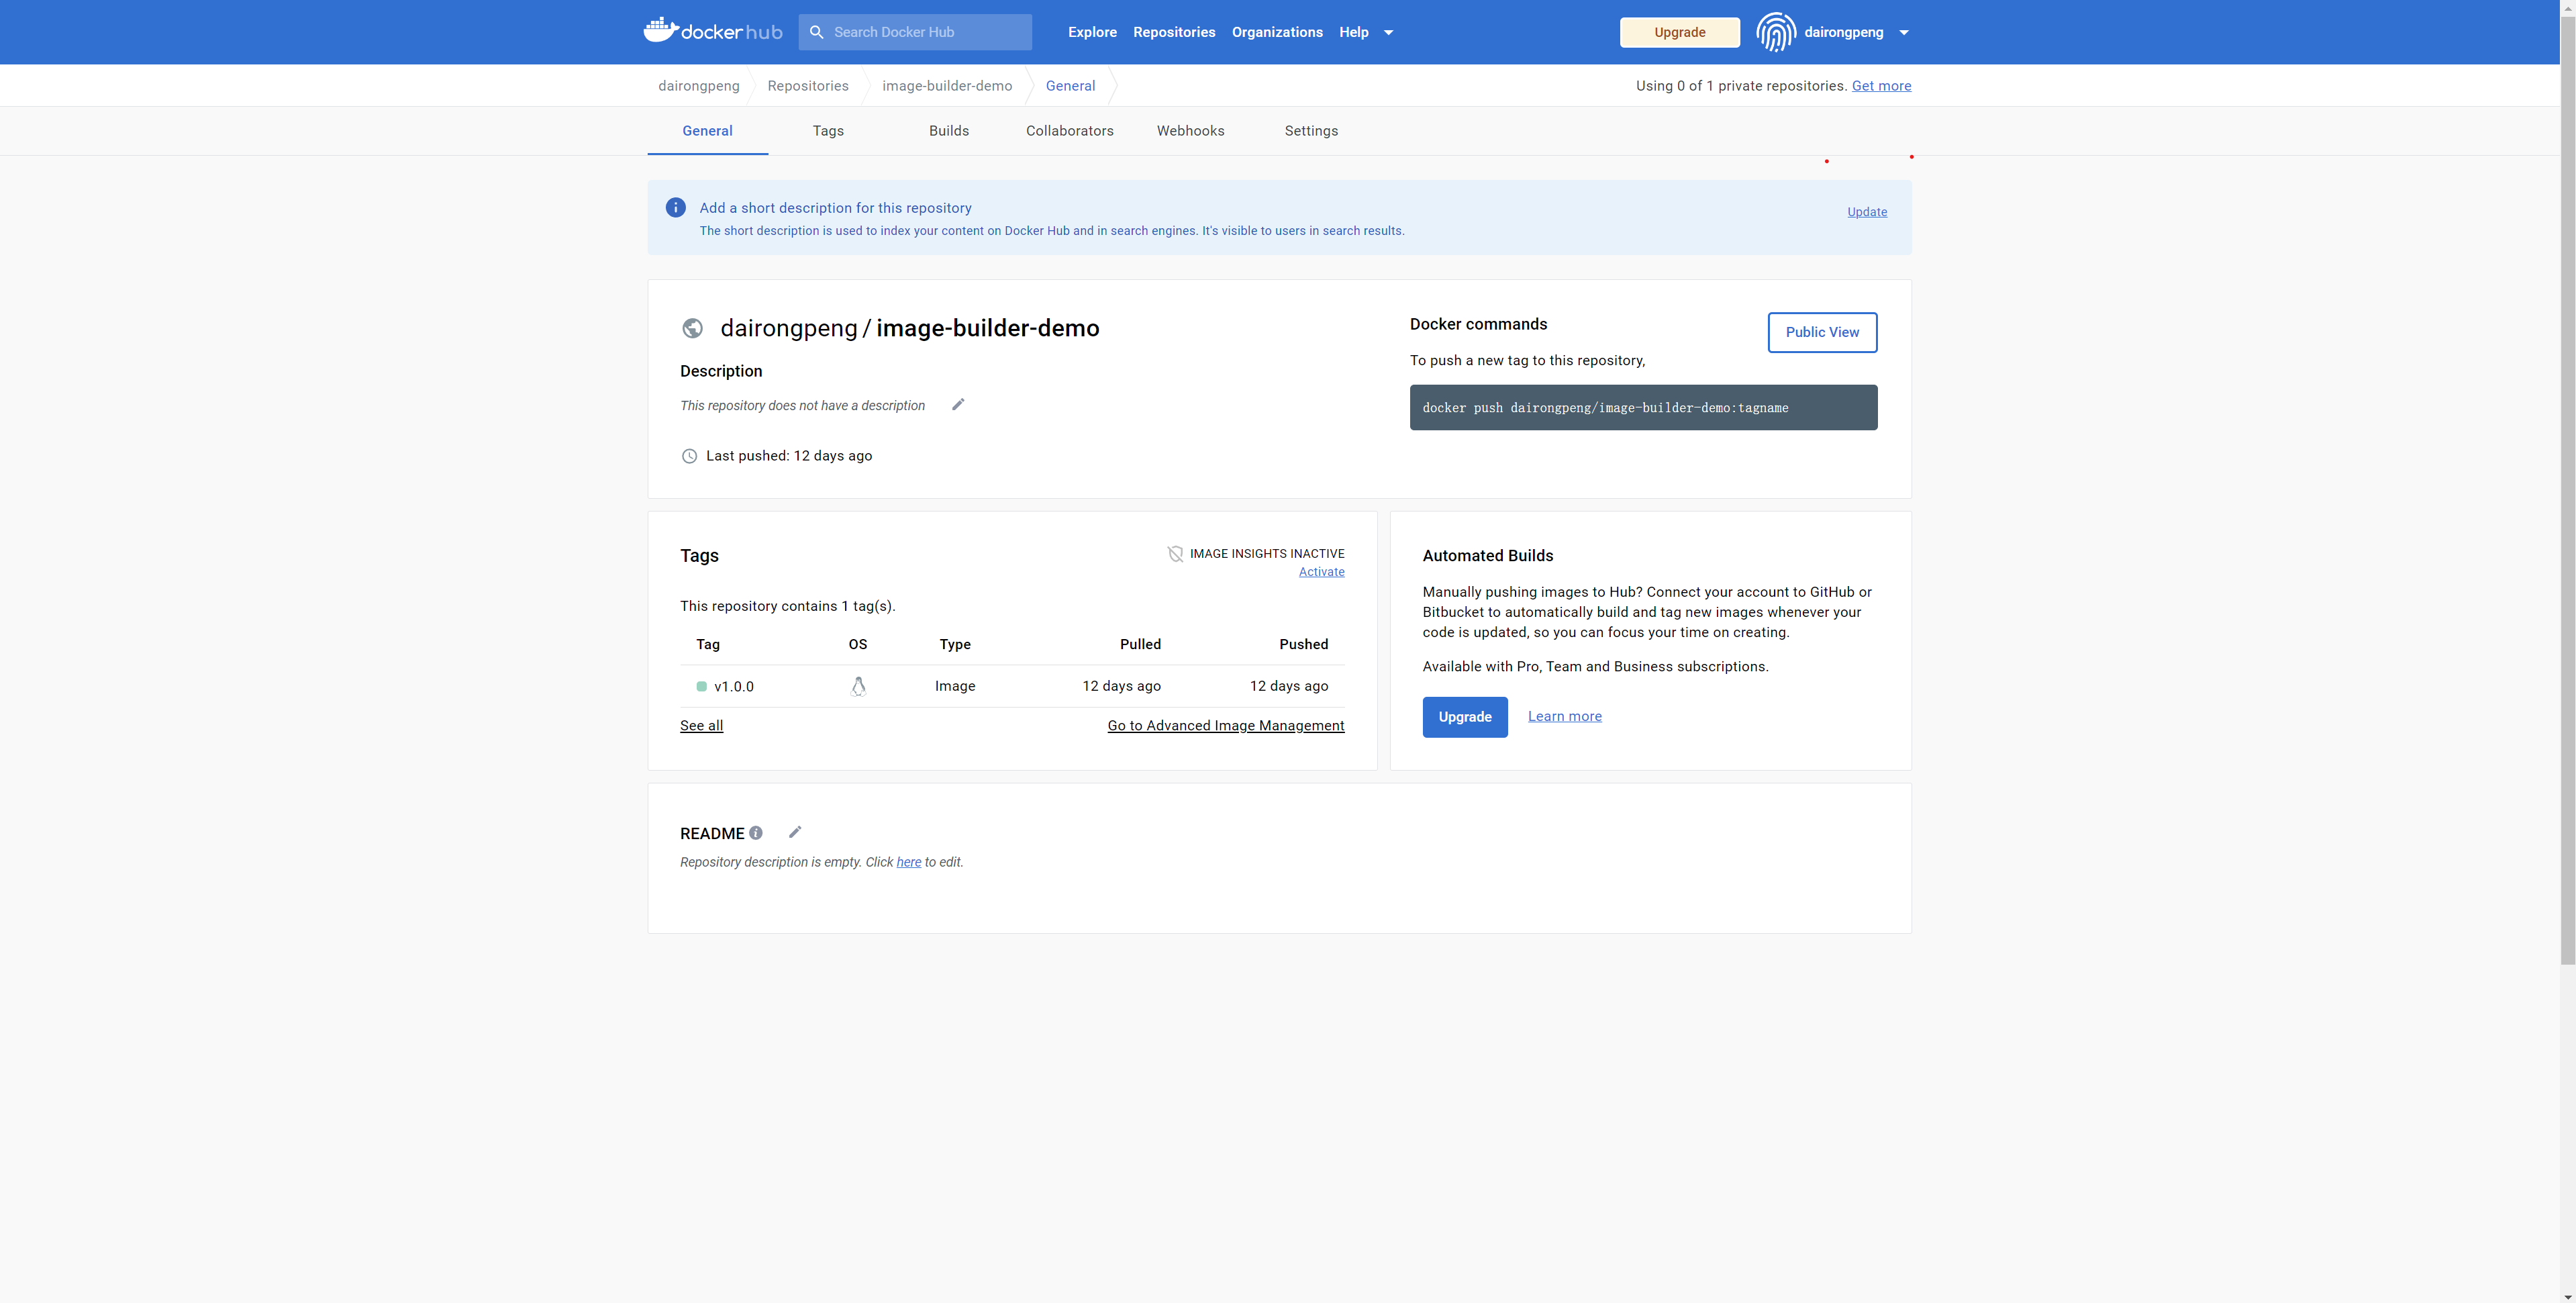 dockerhub
Search Docker Hub
Explore Repositories Organizations Help
Upgrade
dairongpeng
dairongpeng Repositories image-builder-demo General
Using 0 of 1 private repositories. Get more
General Tags Builds Collaborators Webhooks Settings
Add a short description for this repository
The short description is used to index your content on Docker Hub and in search engines. It's visible to users in search results.
Update
dairongpeng / image-builder-demo
Description
This repository does not have a description
Last pushed: 12 days ago
Docker commands
Public View
To push a new tag to this repository,
docker push dairongpeng/image-builder-demo:tagname
Tags
IMAGE INSIGHTS INACTIVE
Activate
This repository contains 1 tag(s).
Tag OS Type Pulled Pushed
v1.0.0 Image 12 days ago 12 days ago
See all
Go to Advanced Image Management
Automated Builds
Manually pushing images to Hub? Connect your account to GitHub or
Bitbucket to automatically build and tag new images whenever your
code is updated, so you can focus your time on creating.
Available with Pro, Team and Business subscriptions.
Upgrade
Learn more
README
Repository description is empty. Click here to edit.